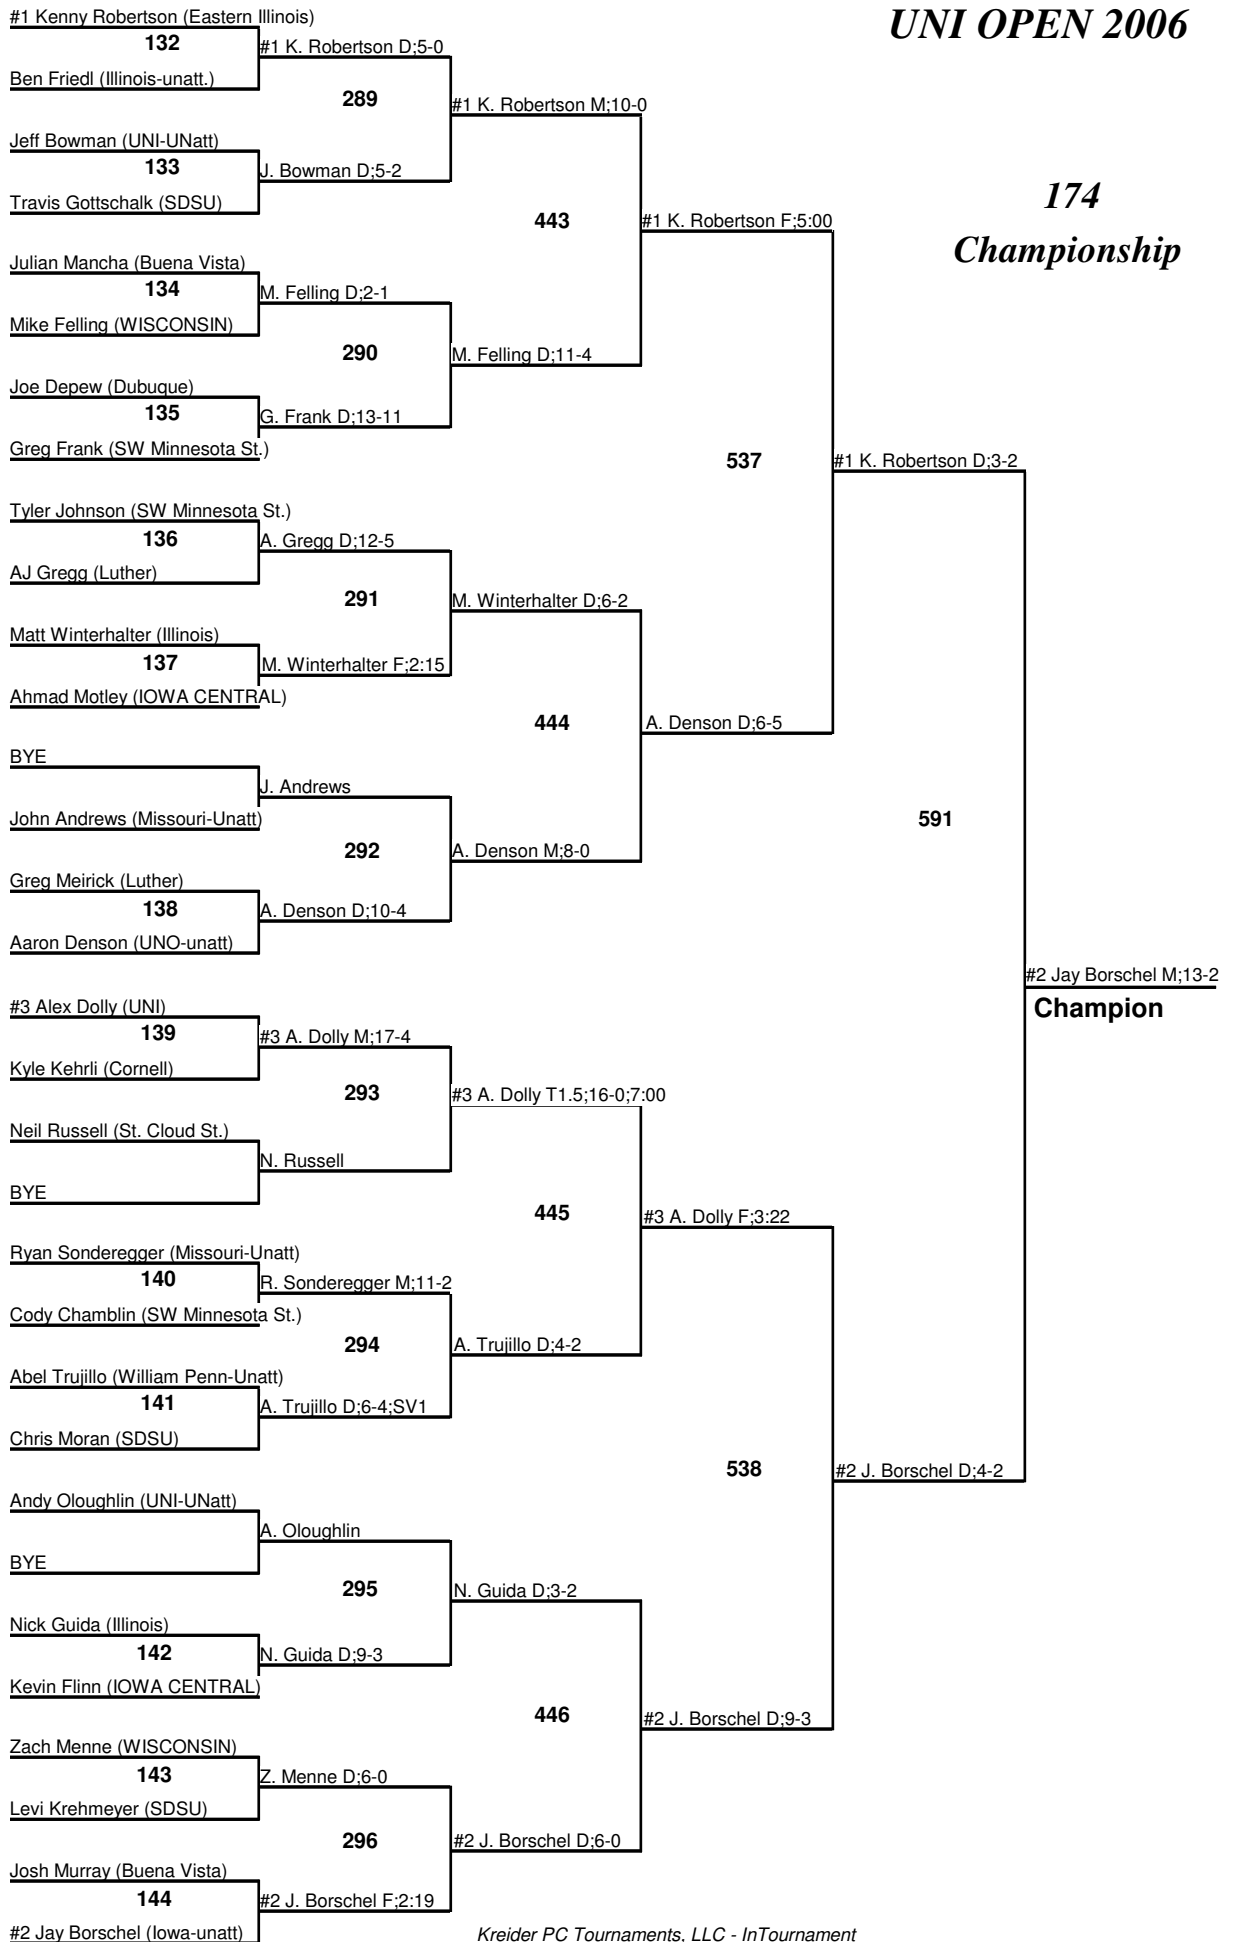 UNI OPEN 2006
174
Championship
#1 Kenny Robertson (Eastern Illinois)
132
#1 K. Robertson D;5-0
Ben Friedl (Illinois-unatt.)
289
#1 K. Robertson M;10-0
Jeff Bowman (UNI-UNatt)
133
J. Bowman D;5-2
Travis Gottschalk (SDSU)
443
#1 K. Robertson F;5:00
Julian Mancha (Buena Vista)
134
M. Felling D;2-1
Mike Felling (WISCONSIN)
290
M. Felling D;11-4
Joe Depew (Dubuque)
135
G. Frank D;13-11
Greg Frank (SW Minnesota St.)
537
#1 K. Robertson D;3-2
Tyler Johnson (SW Minnesota St.)
136
A. Gregg D;12-5
AJ Gregg (Luther)
291
M. Winterhalter D;6-2
Matt Winterhalter (Illinois)
137
M. Winterhalter F;2:15
Ahmad Motley (IOWA CENTRAL)
444
A. Denson D;6-5
BYE
J. Andrews
John Andrews (Missouri-Unatt)
591
292
A. Denson M;8-0
Greg Meirick (Luther)
138
A. Denson D;10-4
Aaron Denson (UNO-unatt)
#2 Jay Borschel M;13-2
Champion
#3 Alex Dolly (UNI)
139
#3 A. Dolly M;17-4
Kyle Kehrli (Cornell)
293
#3 A. Dolly T1.5;16-0;7:00
Neil Russell (St. Cloud St.)
N. Russell
BYE
445
#3 A. Dolly F;3:22
Ryan Sonderegger (Missouri-Unatt)
140
R. Sonderegger M;11-2
Cody Chamblin (SW Minnesota St.)
294
A. Trujillo D;4-2
Abel Trujillo (William Penn-Unatt)
141
A. Trujillo D;6-4;SV1
Chris Moran (SDSU)
538
#2 J. Borschel D;4-2
Andy Oloughlin (UNI-UNatt)
A. Oloughlin
BYE
295
N. Guida D;3-2
Nick Guida (Illinois)
142
N. Guida D;9-3
Kevin Flinn (IOWA CENTRAL)
446
#2 J. Borschel D;9-3
Zach Menne (WISCONSIN)
143
Z. Menne D;6-0
Levi Krehmeyer (SDSU)
296
#2 J. Borschel D;6-0
Josh Murray (Buena Vista)
144
#2 J. Borschel F;2:19
#2 Jay Borschel (Iowa-unatt)
Kreider PC Tournaments, LLC - InTournament